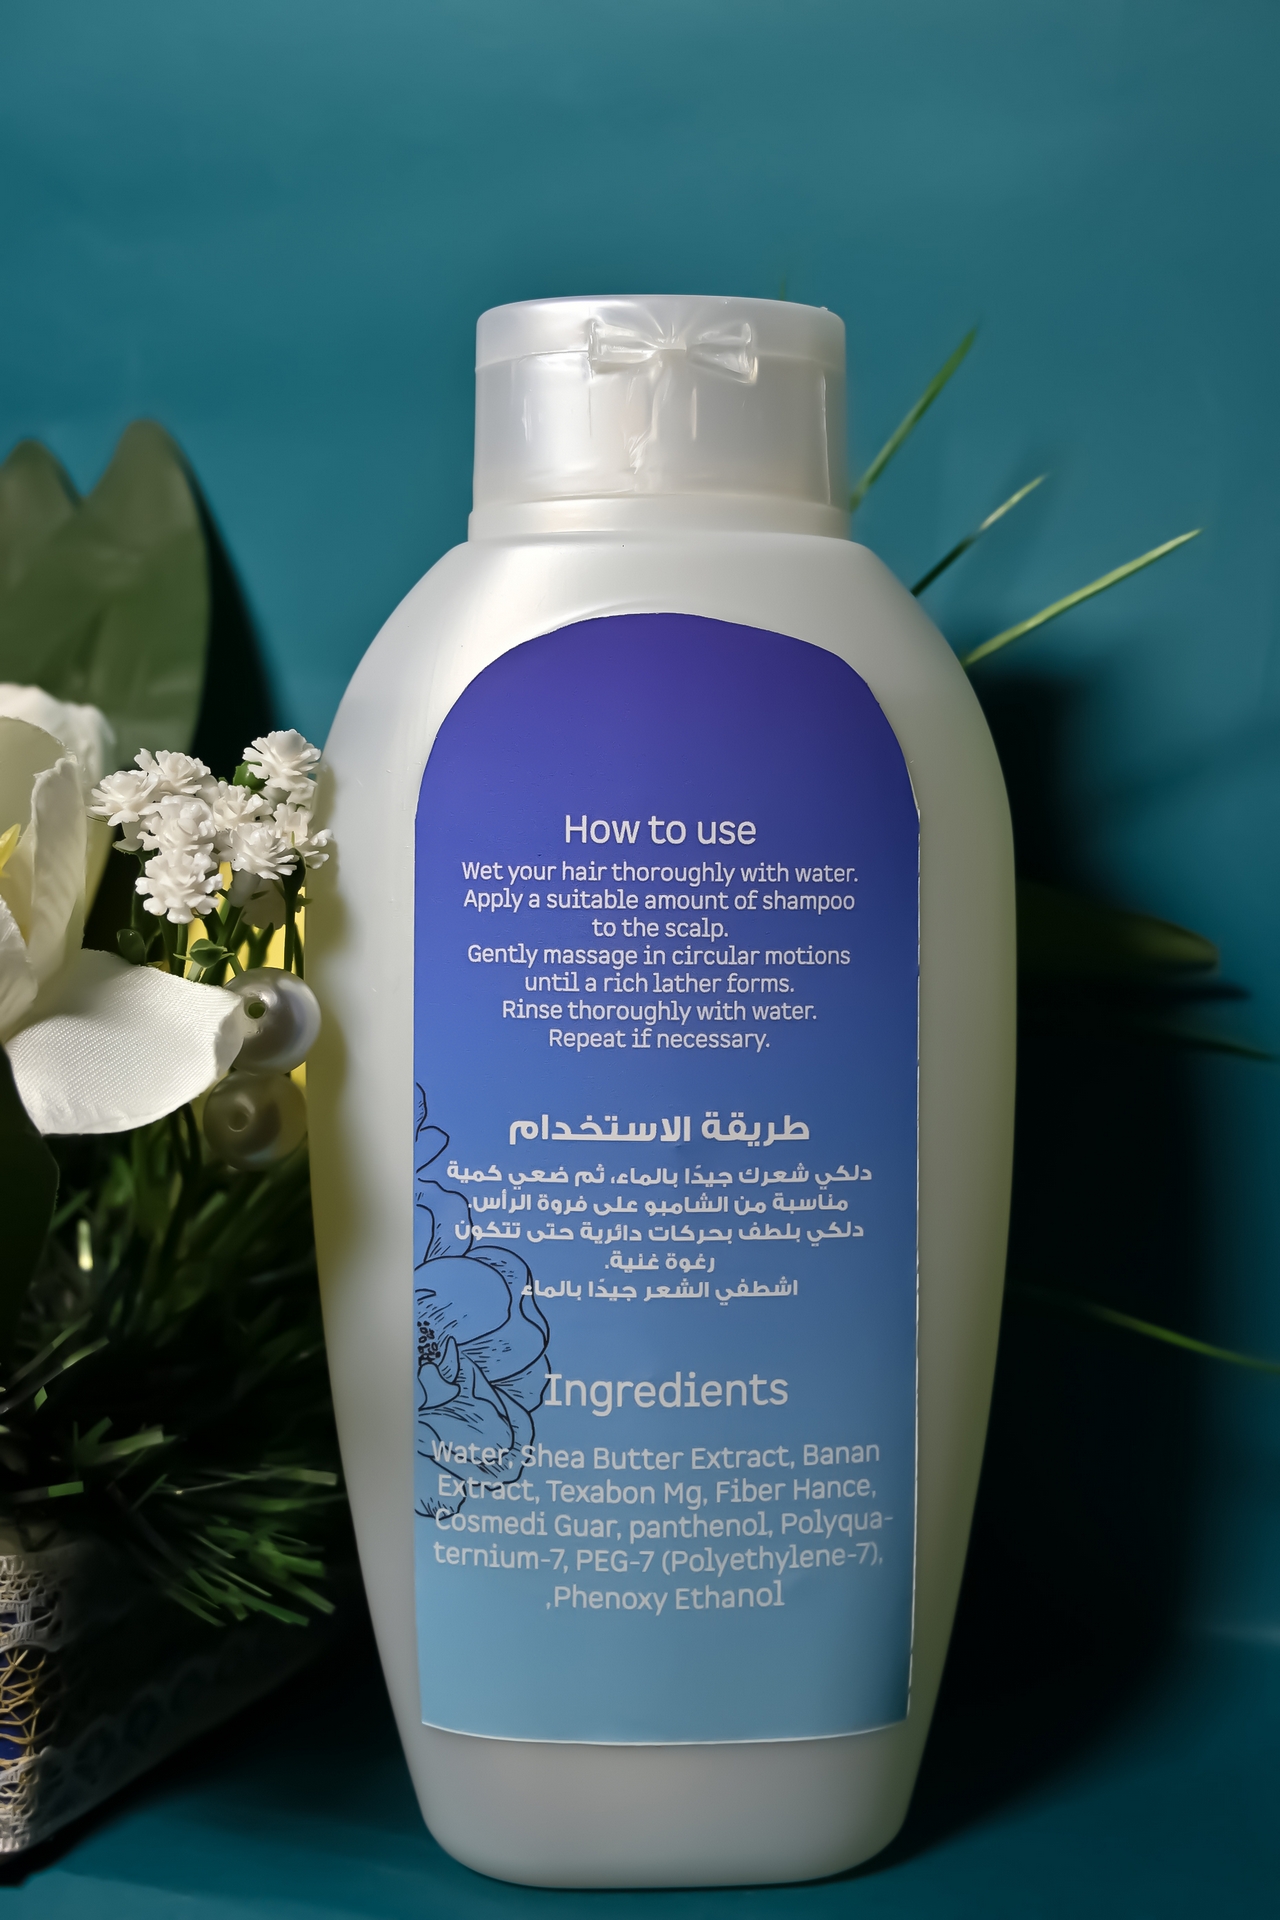 How to use
Wet your hair thoroughly with water.
Apply a suitable amount of shampoo
to the scalp.
Gently massage in circular motions
until a rich lather forms.
Rinse thoroughly with water.
Repeat if necessary.
طريقة الاستخدام
دلكي شعرك جيدًا بالماء، ثم ضعي كمية
مناسبة من الشامبو على فروة الرأس.
دلكي بلطف بحركات دائرية حتى تتكون
رغوة غنية.
اشطفي الشعر جيدًا بالماء
Ingredients
Water, Shea Butter Extract, Banan
Extract, Texabon Mg, Fiber Hance,
Cosmedi Guar, panthenol, Polyqua-
ternium-7, PEG-7 (Polyethylene-7),
,Phenoxy Ethanol